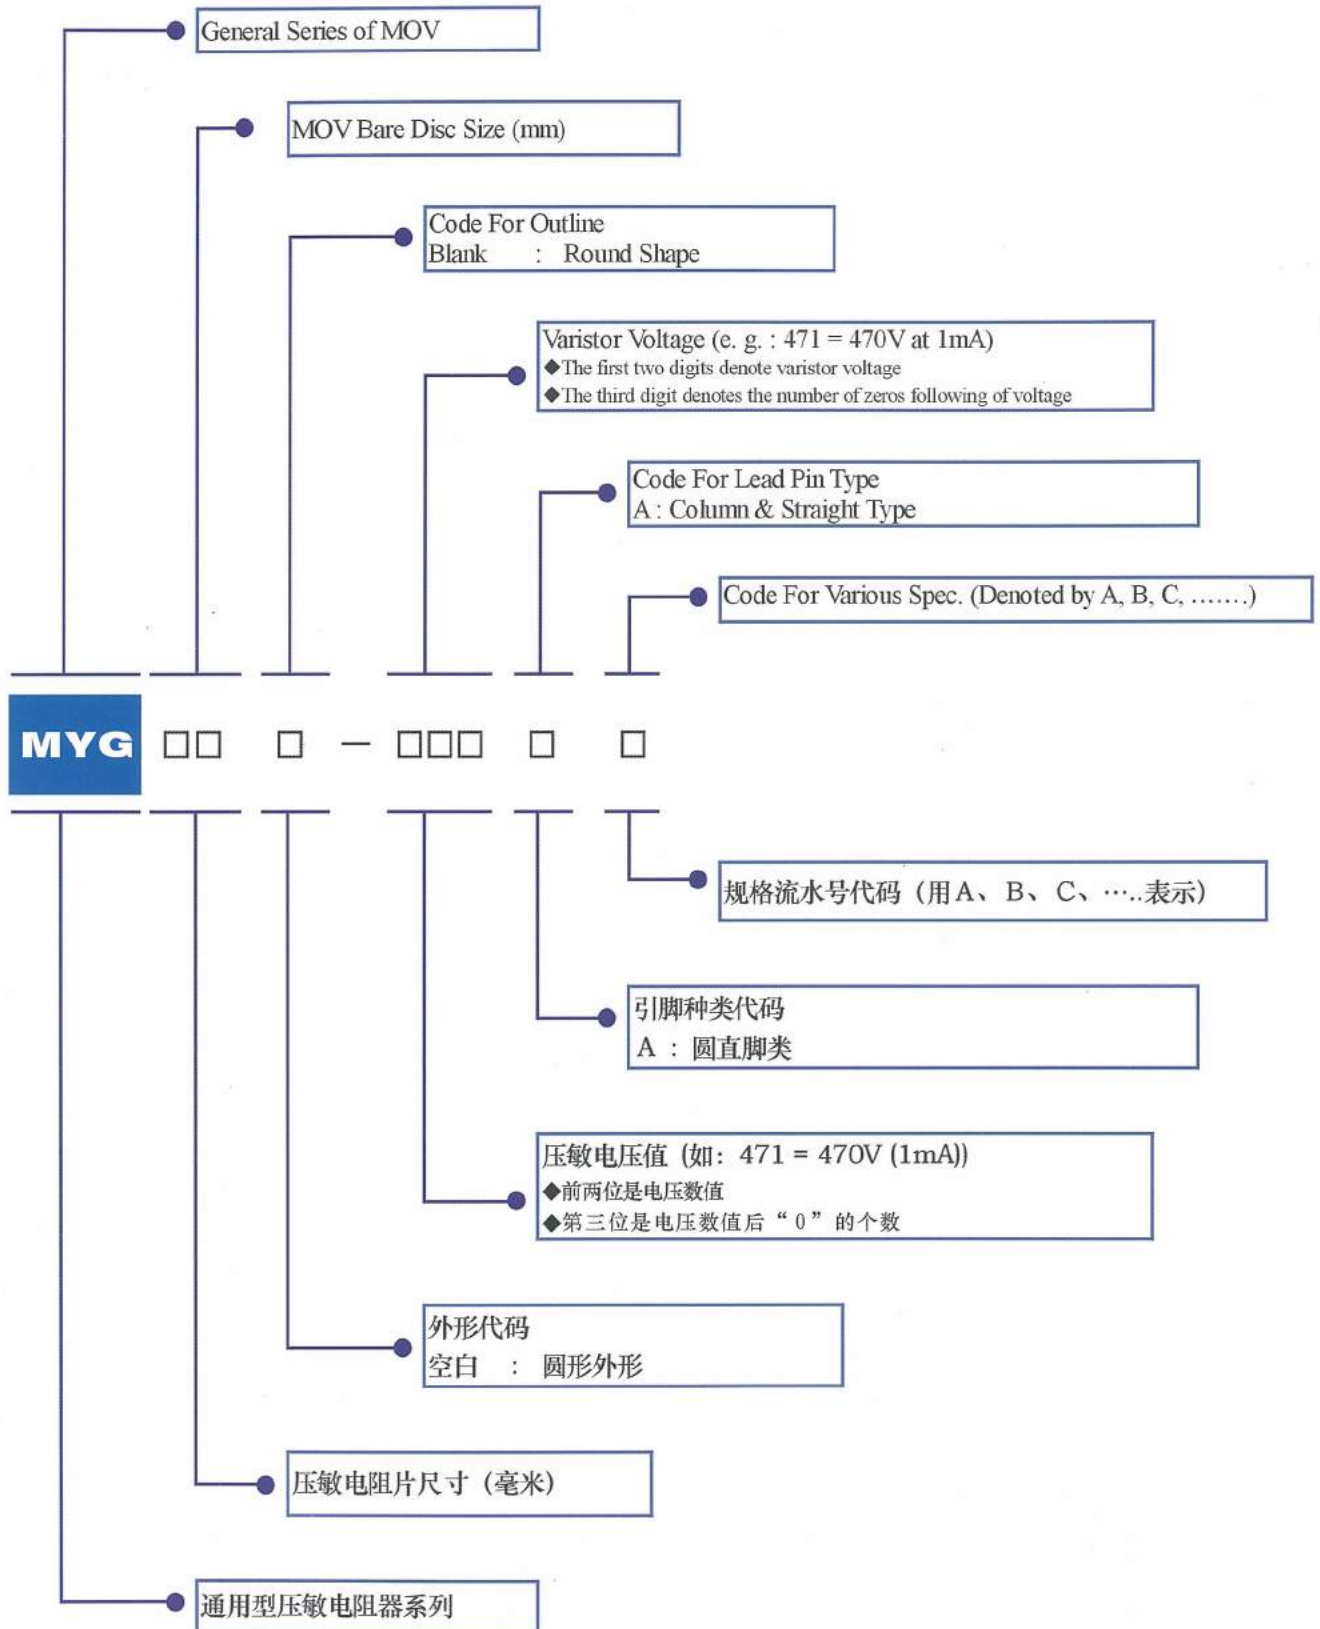 General Series of MOV
MOV Bare Disc Size (mm)
Code For Outline
Blank : Round Shape
Varistor Voltage (e. g. : 471 = 470V at 1mA)
◆The first two digits denote varistor voltage
◆The third digit denotes the number of zeros following of voltage
Code For Lead Pin Type
A : Column & Straight Type
Code For Various Spec. (Denoted by A, B, C, .......)
MYG □□ □ — □□□ □ □
规格流水号代码（用A、B、C、…..表示）
引脚种类代码
A ：圆直脚类
压敏电压值（如：471 = 470V (1mA))
◆前两位是电压数值
◆第三位是电压数值后“0”的个数
外形代码
空白 ： 圆形外形
压敏电阻片尺寸（毫米）
通用型压敏电阻器系列